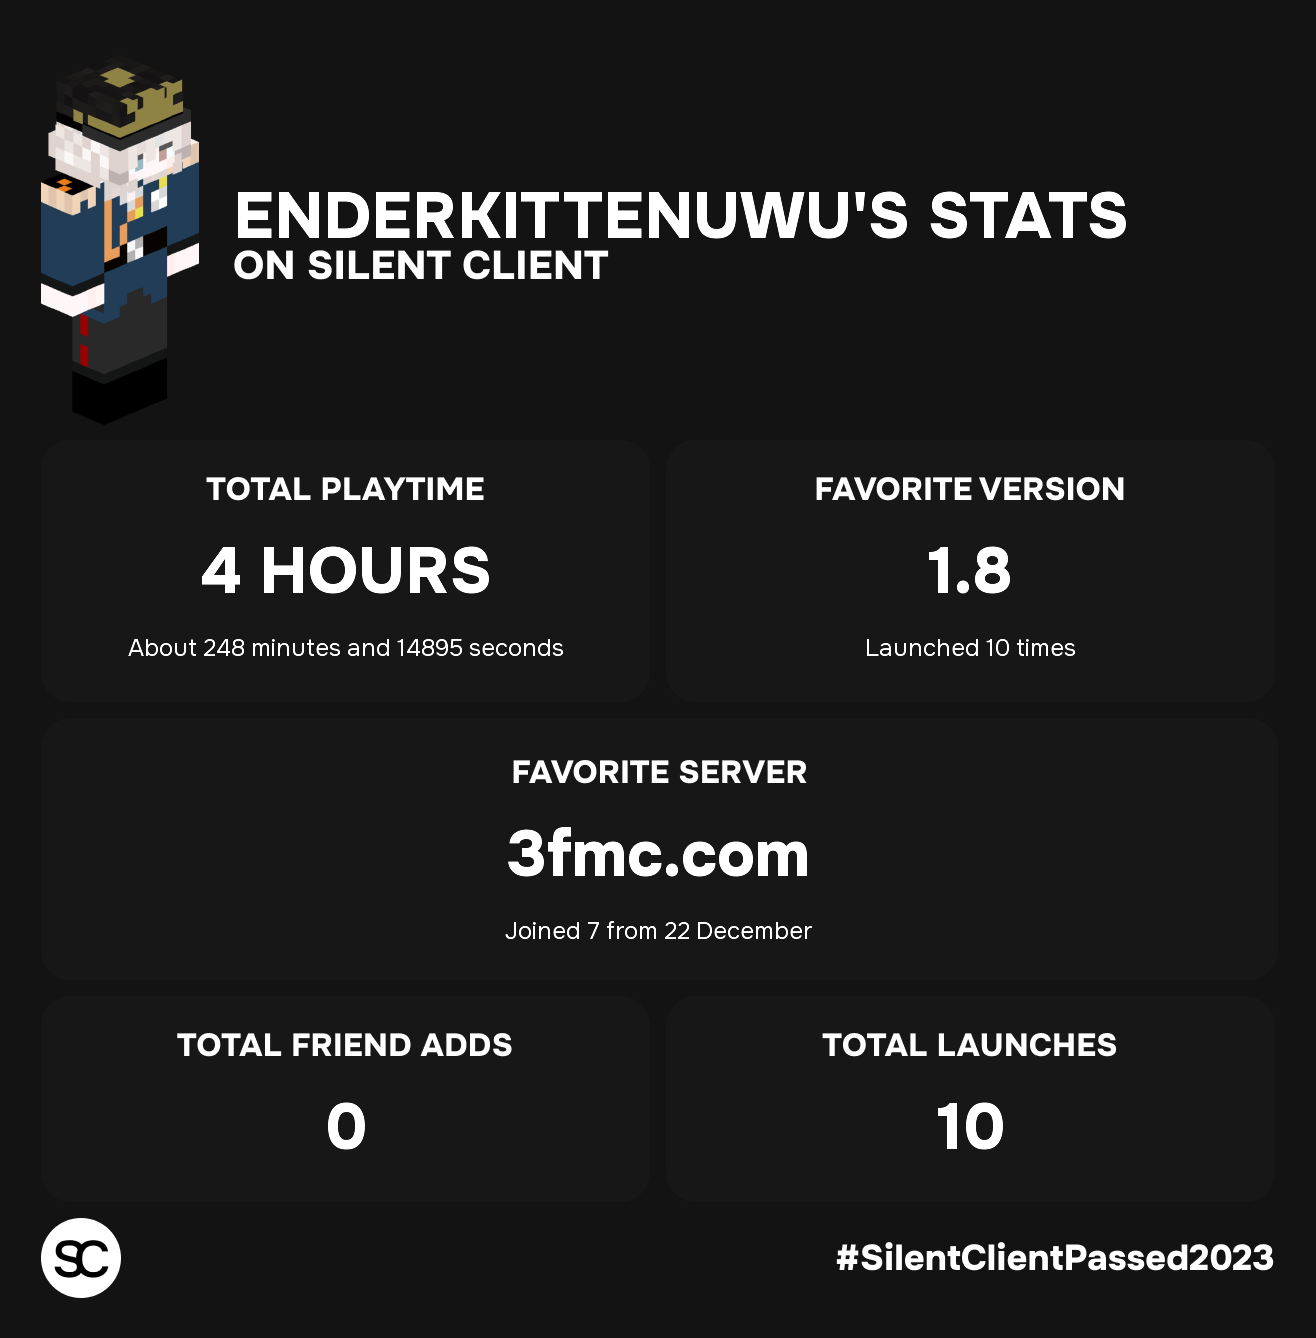 ENDERKITTENUWU'S STATS
ON SILENT CLIENT
TOTAL PLAYTIME
4 HOURS
About 248 minutes and 14895 seconds
FAVORITE VERSION
1.8
Launched 10 times
FAVORITE SERVER
3fmc.com
Joined 7 from 22 December
TOTAL FRIEND ADDS
0
TOTAL LAUNCHES
10
SC
#SilentClientPassed2023